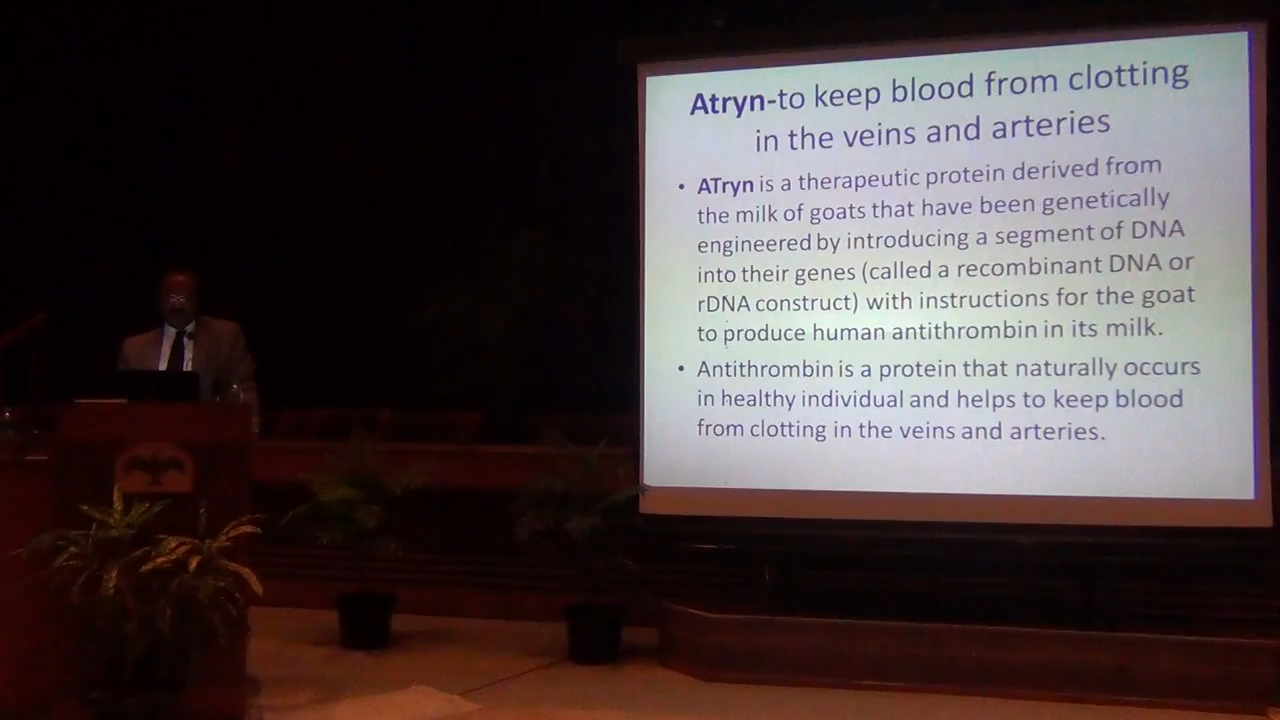 Atryn-to keep blood from clotting
in the veins and arteries
• ATryn is a therapeutic protein derived from
the milk of goats that have been genetically
engineered by introducing a segment of DNA
into their genes (called a recombinant DNA or
rDNA construct) with instructions for the goat
to produce human antithrombin in its milk.
• Antithrombin is a protein that naturally occurs
in healthy individual and helps to keep blood
from clotting in the veins and arteries.